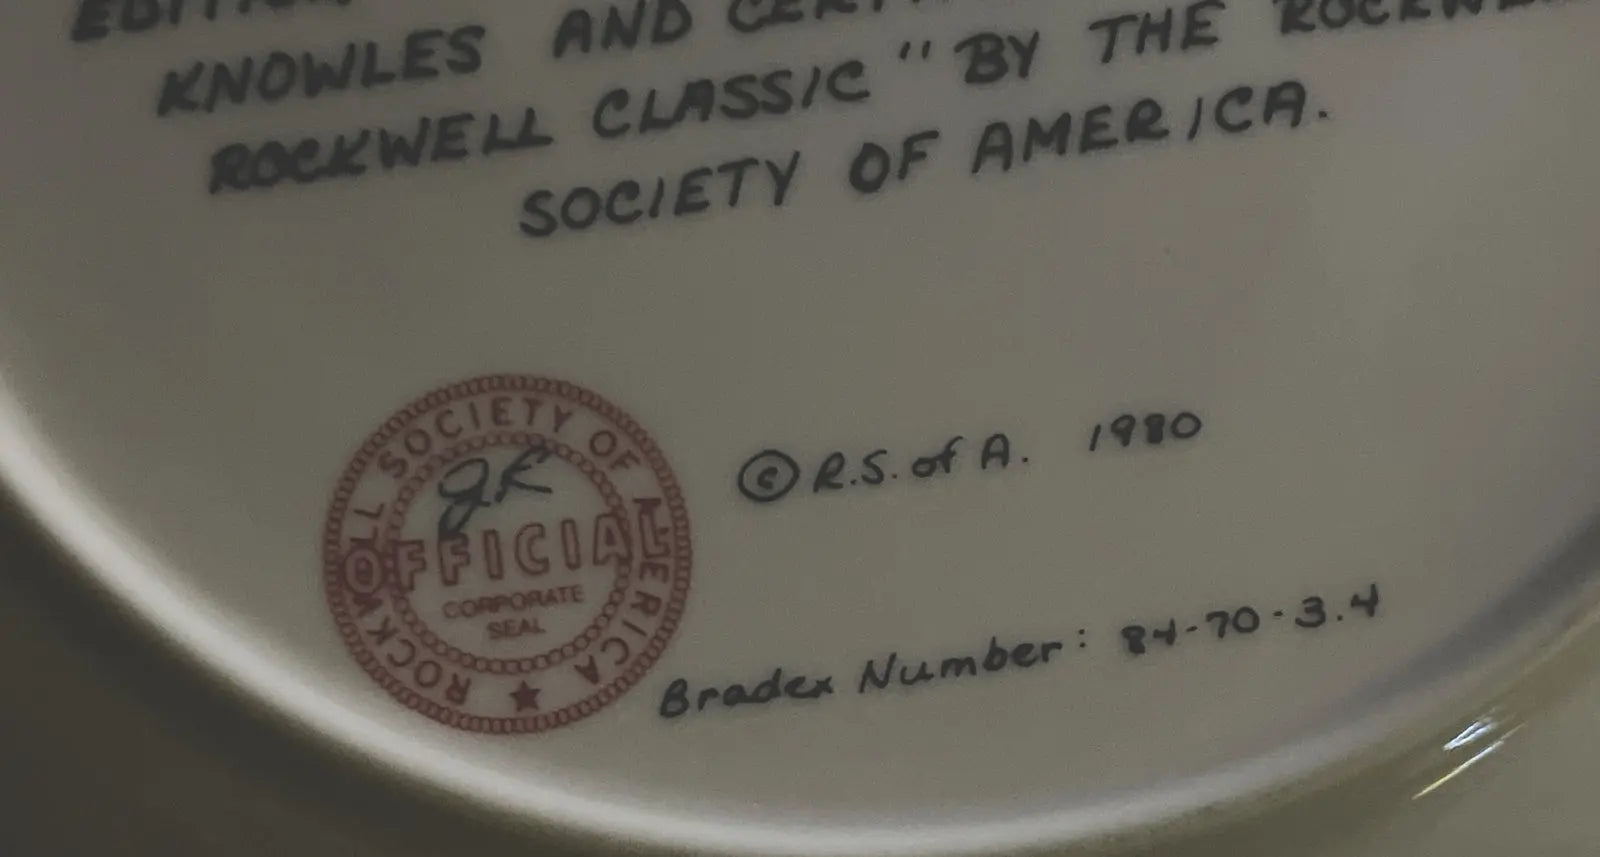 KNOWLES AND
ROCKWELL CLASSIC" BY THE
SOCIETY OF AMERICA.
ROCKWELL SOCIETY OF AMERICA ★
JK
OFFICIAL
CORPORATE
SEAL
© R.S. of A. 1980
Bradex Number: 84-70-3.4